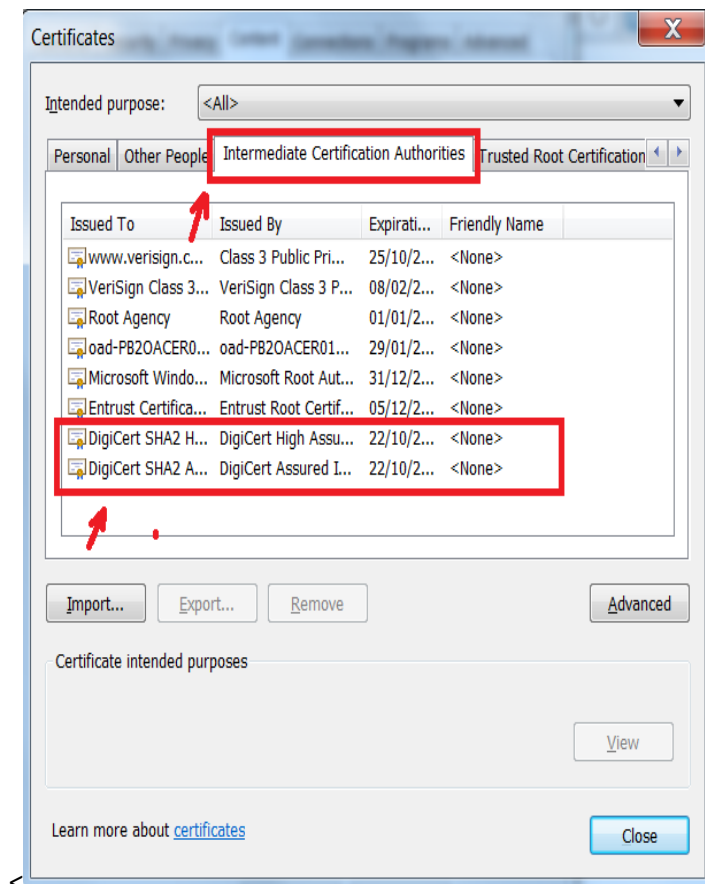 Certificates
Intended purpose: <All>
Personal Other People Intermediate Certification Authorities Trusted Root Certification
Issued To Issued By Expirati... Friendly Name
www.verisign.c... Class 3 Public Pri... 25/10/2... <None>
VeriSign Class 3... VeriSign Class 3 P... 08/02/2... <None>
Root Agency Root Agency 01/01/2... <None>
oad-PB2OACER0... oad-PB2OACER01... 29/01/2... <None>
Microsoft Windo... Microsoft Root Aut... 31/12/2... <None>
Entrust Certifica... Entrust Root Certif... 05/12/2... <None>
DigiCert SHA2 H... DigiCert High Assu... 22/10/2... <None>
DigiCert SHA2 A... DigiCert Assured I... 22/10/2... <None>
Import... Export... Remove Advanced
Certificate intended purposes
View
Learn more about certificates
Close
<